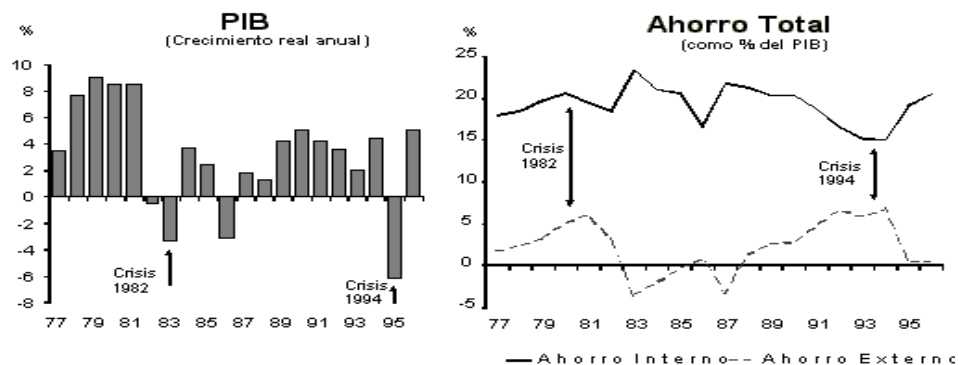 PIB
(Crecimiento real anual)
%
10
8
6
4
2
0
-2
-4
-6
-8
Crisis
1982
Crisis
1994
77 79 81 83 85 87 89 91 93 95
Ahorro Total
(como % del PIB)
%
25
20
15
10
5
0
-5
Crisis
1982
Crisis
1994
77 79 81 83 85 87 89 91 93 95
Ahorro Interno Ahorro Externo